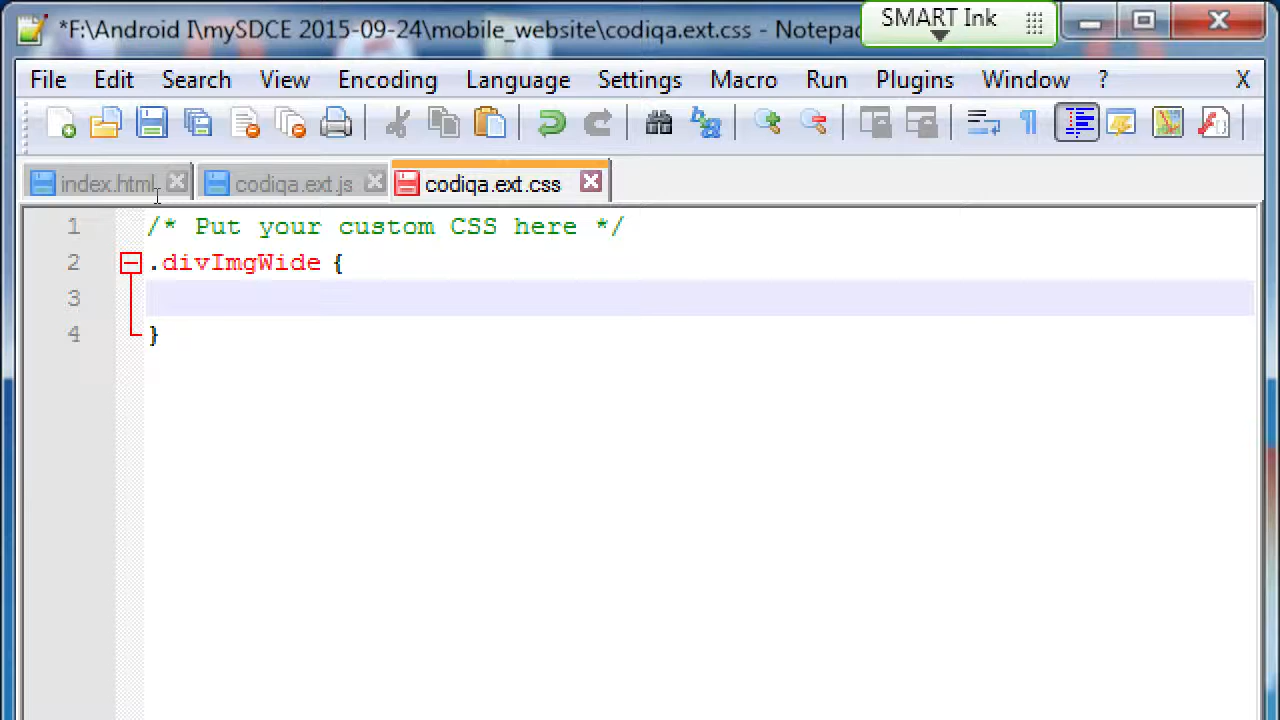 *F:\Android I\mySDCE 2015-09-24\mobile_website\codiqa.ext.css - Notepad
SMART Ink
File Edit Search View Encoding Language Settings Macro Run Plugins Window ? X
index.html codiqa.ext.js codiqa.ext.css
1 /* Put your custom CSS here */
2 .divImgWide {
3
4 }